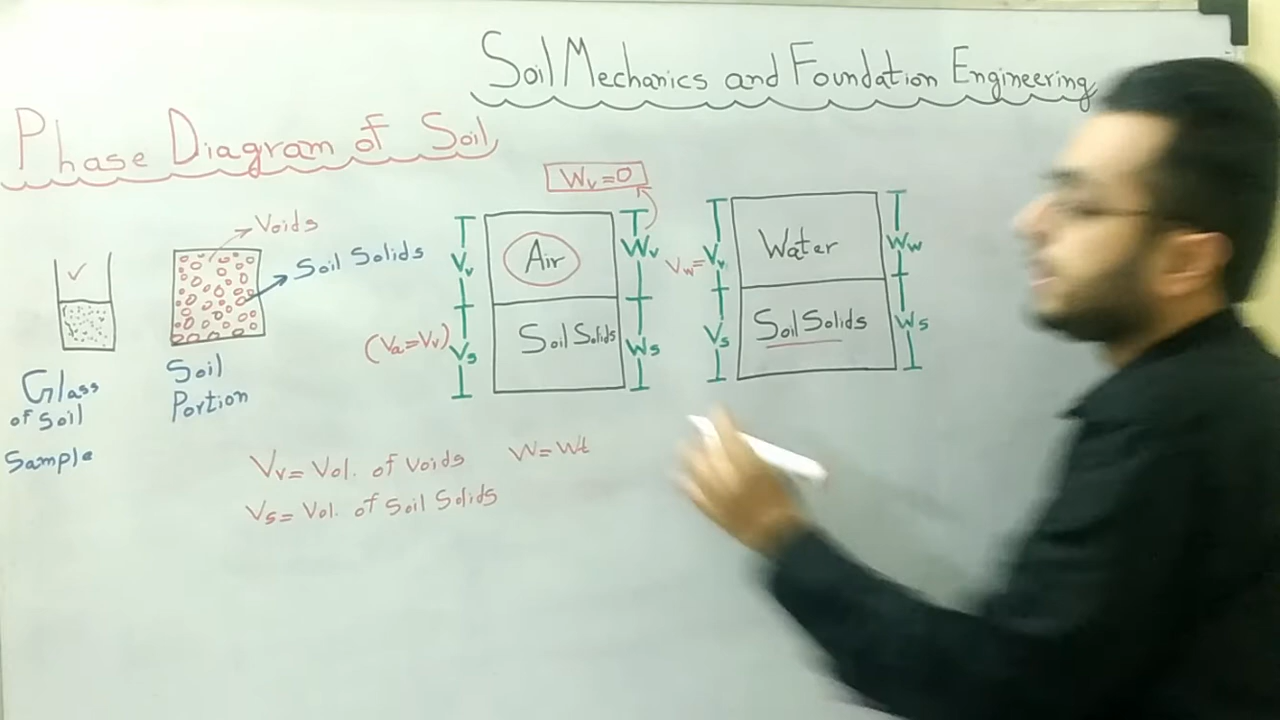 Soil Mechanics and Foundation Engineering
Phase Diagram of Soil
Voids
Soil Solids
✓
Glass
of Soil
Sample
Soil
Portion
Wv=0
Vv
Air
Wv
(Va=Vv)
Vs
Soil Solids
Ws
Vw=Vv
Water
Ww
Vs
Soil Solids
Ws
Vv= Vol. of Voids
W=Wt
Vs= Vol. of Soil Solids